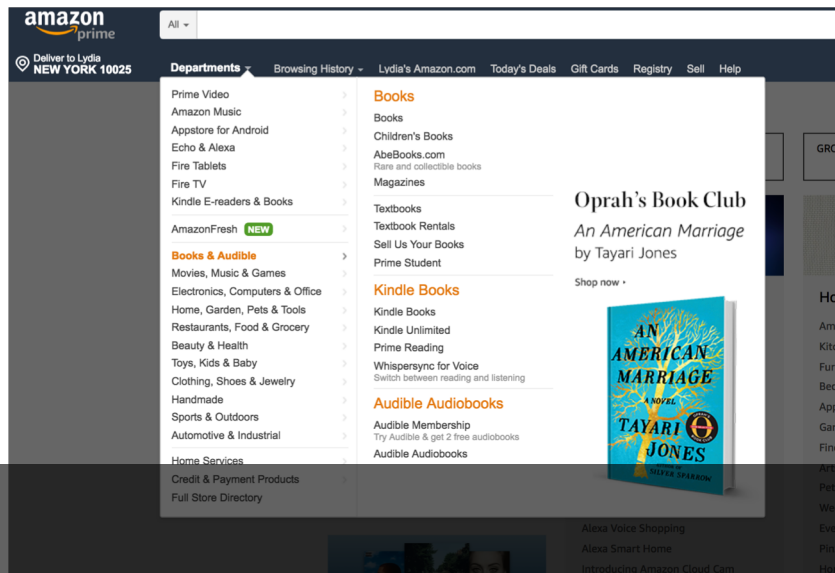 amazon
prime
All
Deliver to Lydia
NEW YORK 10025
Departments
Browsing History
Lydia's Amazon.com
Today's Deals
Gift Cards
Registry
Sell
Help
Prime Video
Amazon Music
Appstore for Android
Echo & Alexa
Fire Tablets
Fire TV
Kindle E-readers & Books
AmazonFresh NEW
Books & Audible
Movies, Music & Games
Electronics, Computers & Office
Home, Garden, Pets & Tools
Restaurants, Food & Grocery
Beauty & Health
Toys, Kids & Baby
Clothing, Shoes & Jewelry
Handmade
Sports & Outdoors
Automotive & Industrial
Home Services
Credit & Payment Products
Full Store Directory
Books
Books
Children's Books
AbeBooks.com
Rare and collectible books
Magazines
Textbooks
Textbook Rentals
Sell Us Your Books
Prime Student
Kindle Books
Kindle Books
Kindle Unlimited
Prime Reading
Whispersync for Voice
Switch between reading and listening
Audible Audiobooks
Audible Membership
Try Audible & get 2 free audiobooks
Audible Audiobooks
Oprah's Book Club
An American Marriage
by Tayari Jones
Shop now ›
AN
AMERICAN
MARRIAGE
A NOVEL
TAYARI
JONES
AUTHOR OF
SILVER SPARROW
Alexa Voice Shopping
Alexa Smart Home
Introducing Amazon Cloud Cam